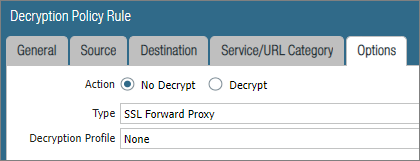 Decryption Policy Rule
General Source Destination Service/URL Category Options
Action No Decrypt Decrypt
Type SSL Forward Proxy
Decryption Profile None